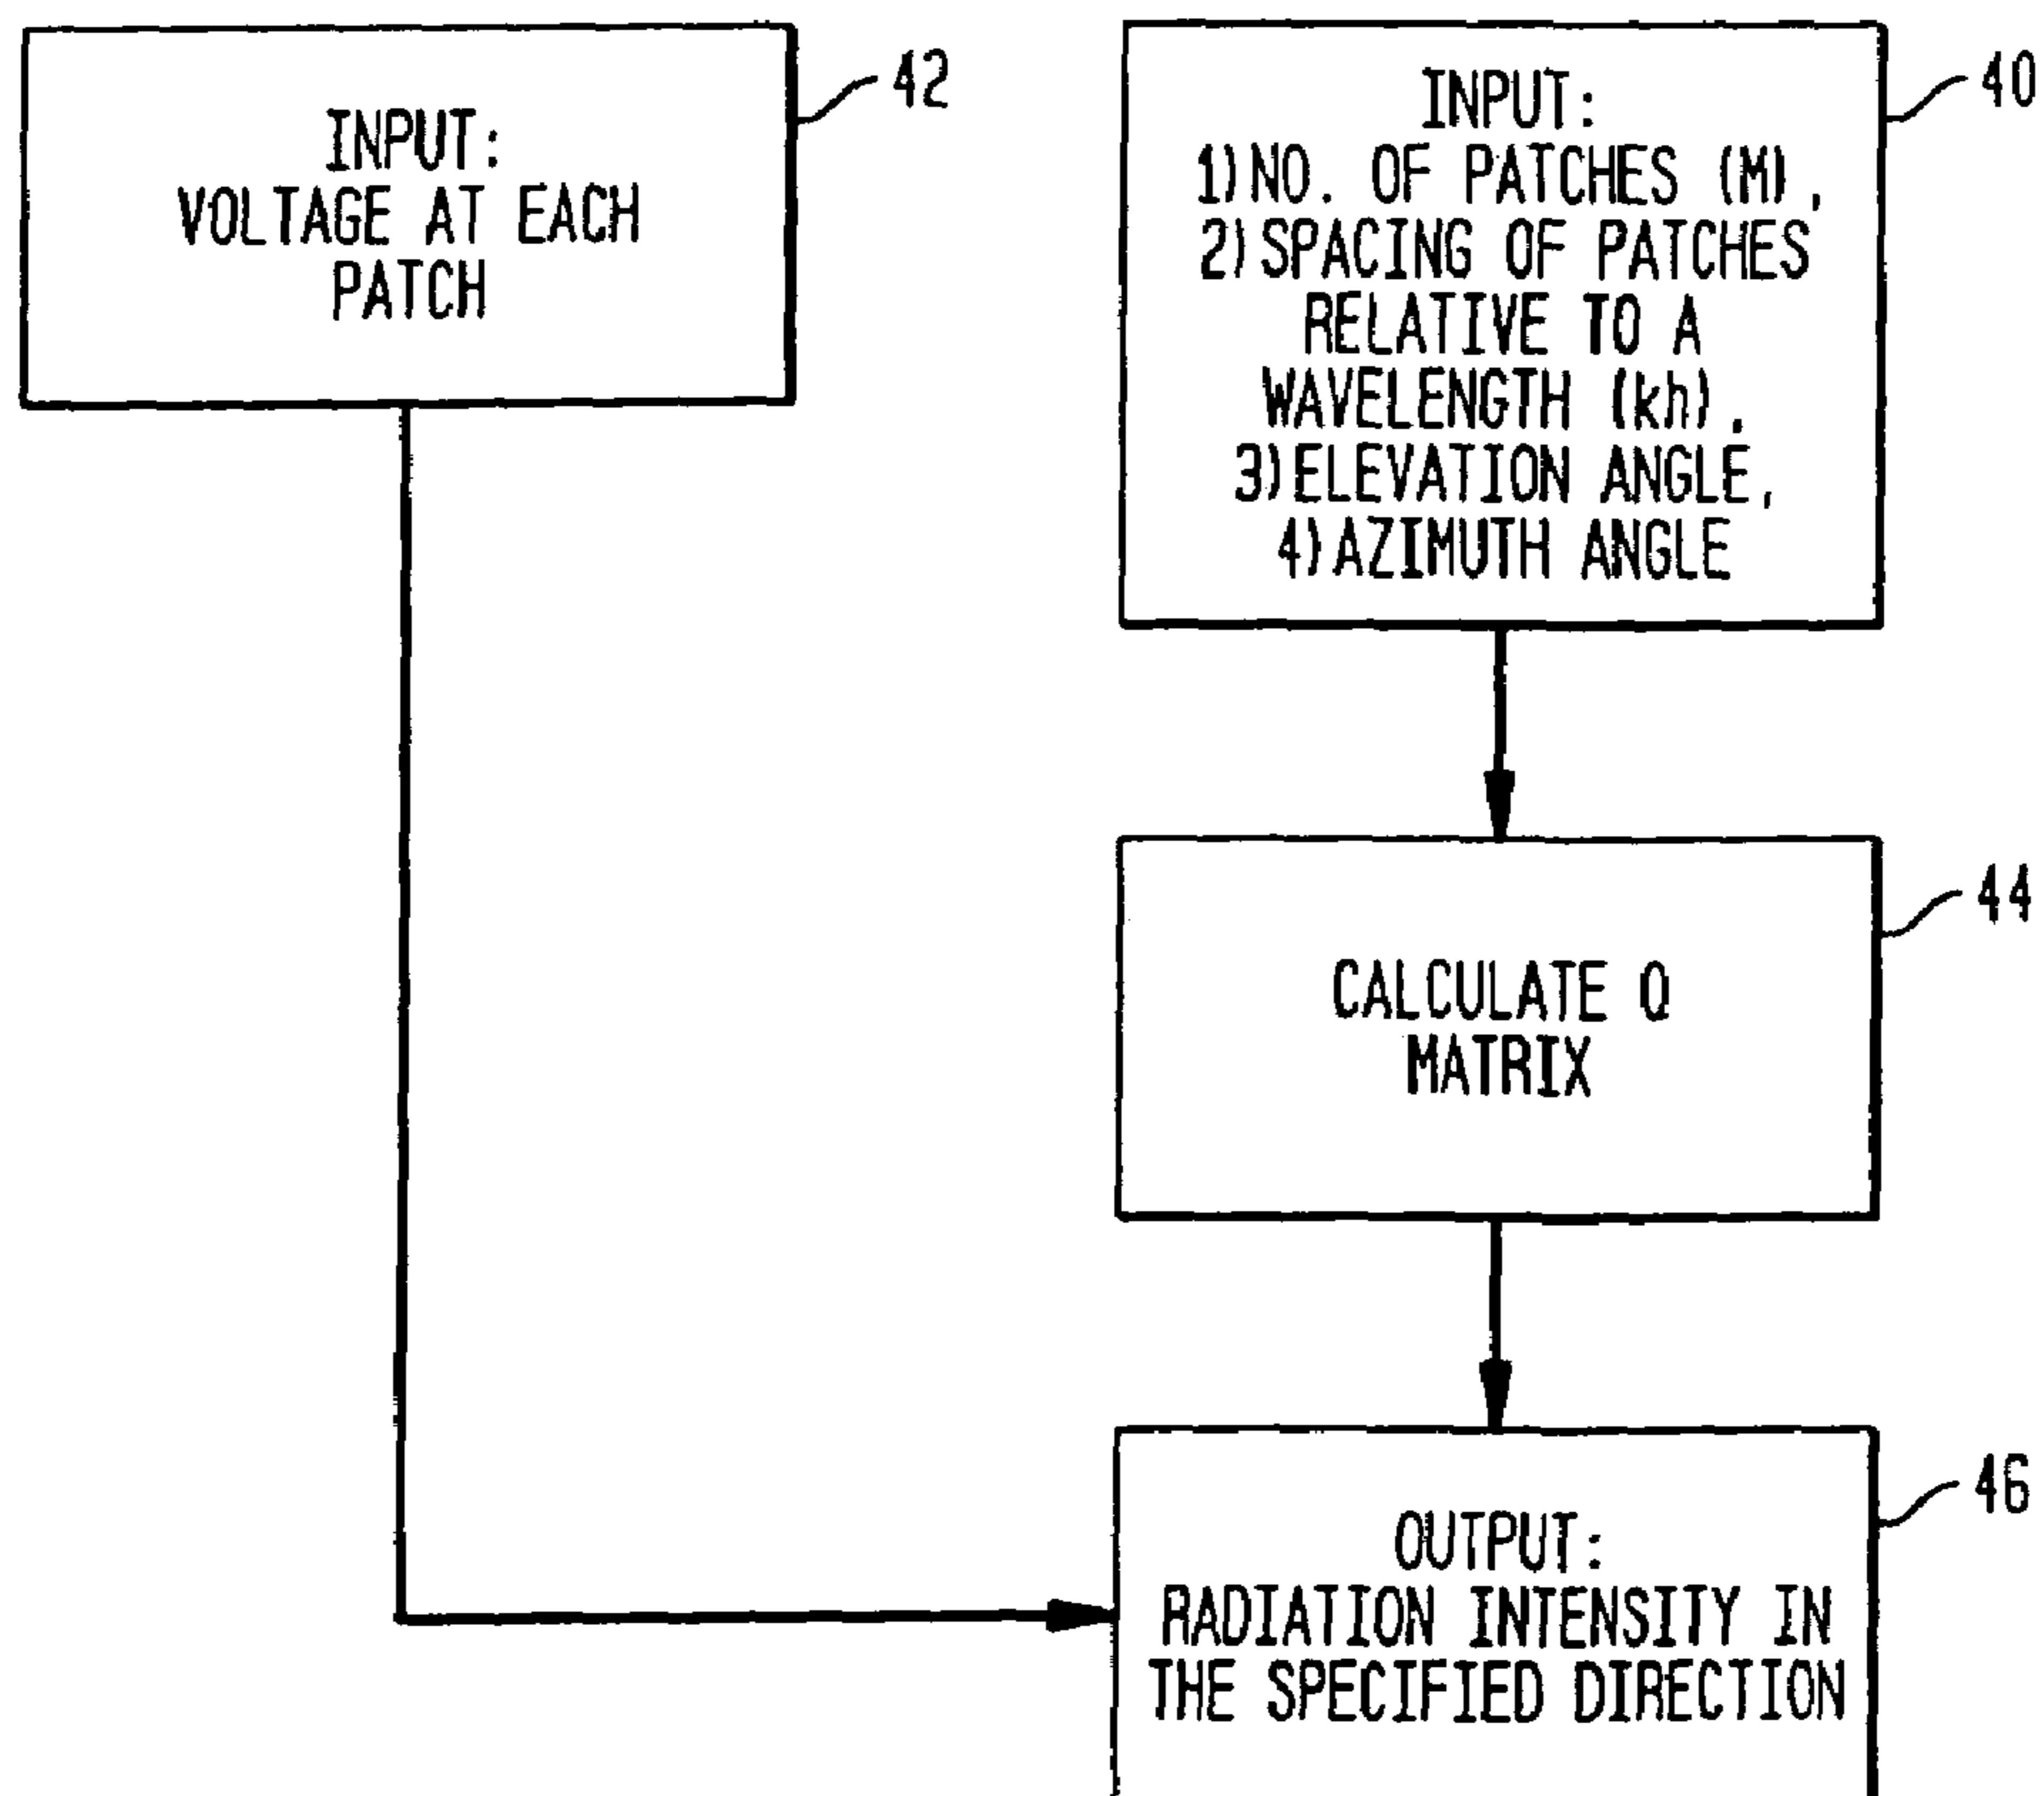 INPUT:
VOLTAGE AT EACH
PATCH
42
INPUT:
1) NO. OF PATCHES (M),
2) SPACING OF PATCHES
RELATIVE TO A
WAVELENGTH (kh),
3) ELEVATION ANGLE,
4) AZIMUTH ANGLE
40
CALCULATE Q
MATRIX
44
OUTPUT:
RADIATION INTENSITY IN
THE SPECIFIED DIRECTION
46